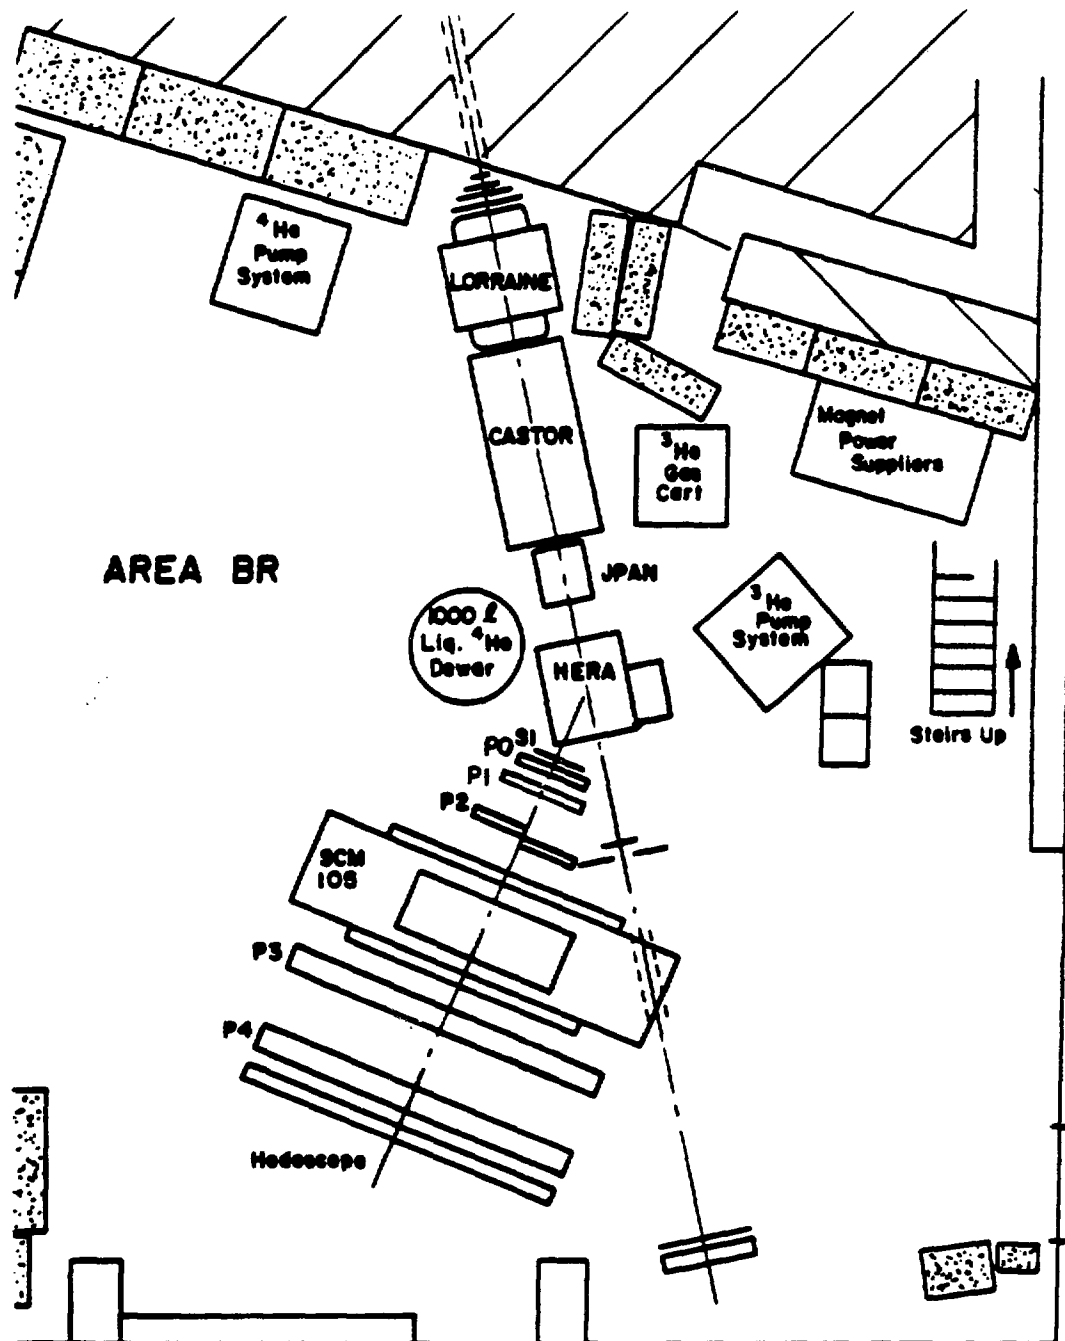 4He
Pump
System
LORRAINE
CASTOR
3He
Gas
Cart
Magnet
Power
Suppliers
AREA BR
JPAN
1000 ℓ
Liq. 4He
Dewar
3He
Pump
System
HERA
Stairs Up
S1
P0
P1
P2
SCM
105
P3
P4
Hodoscope